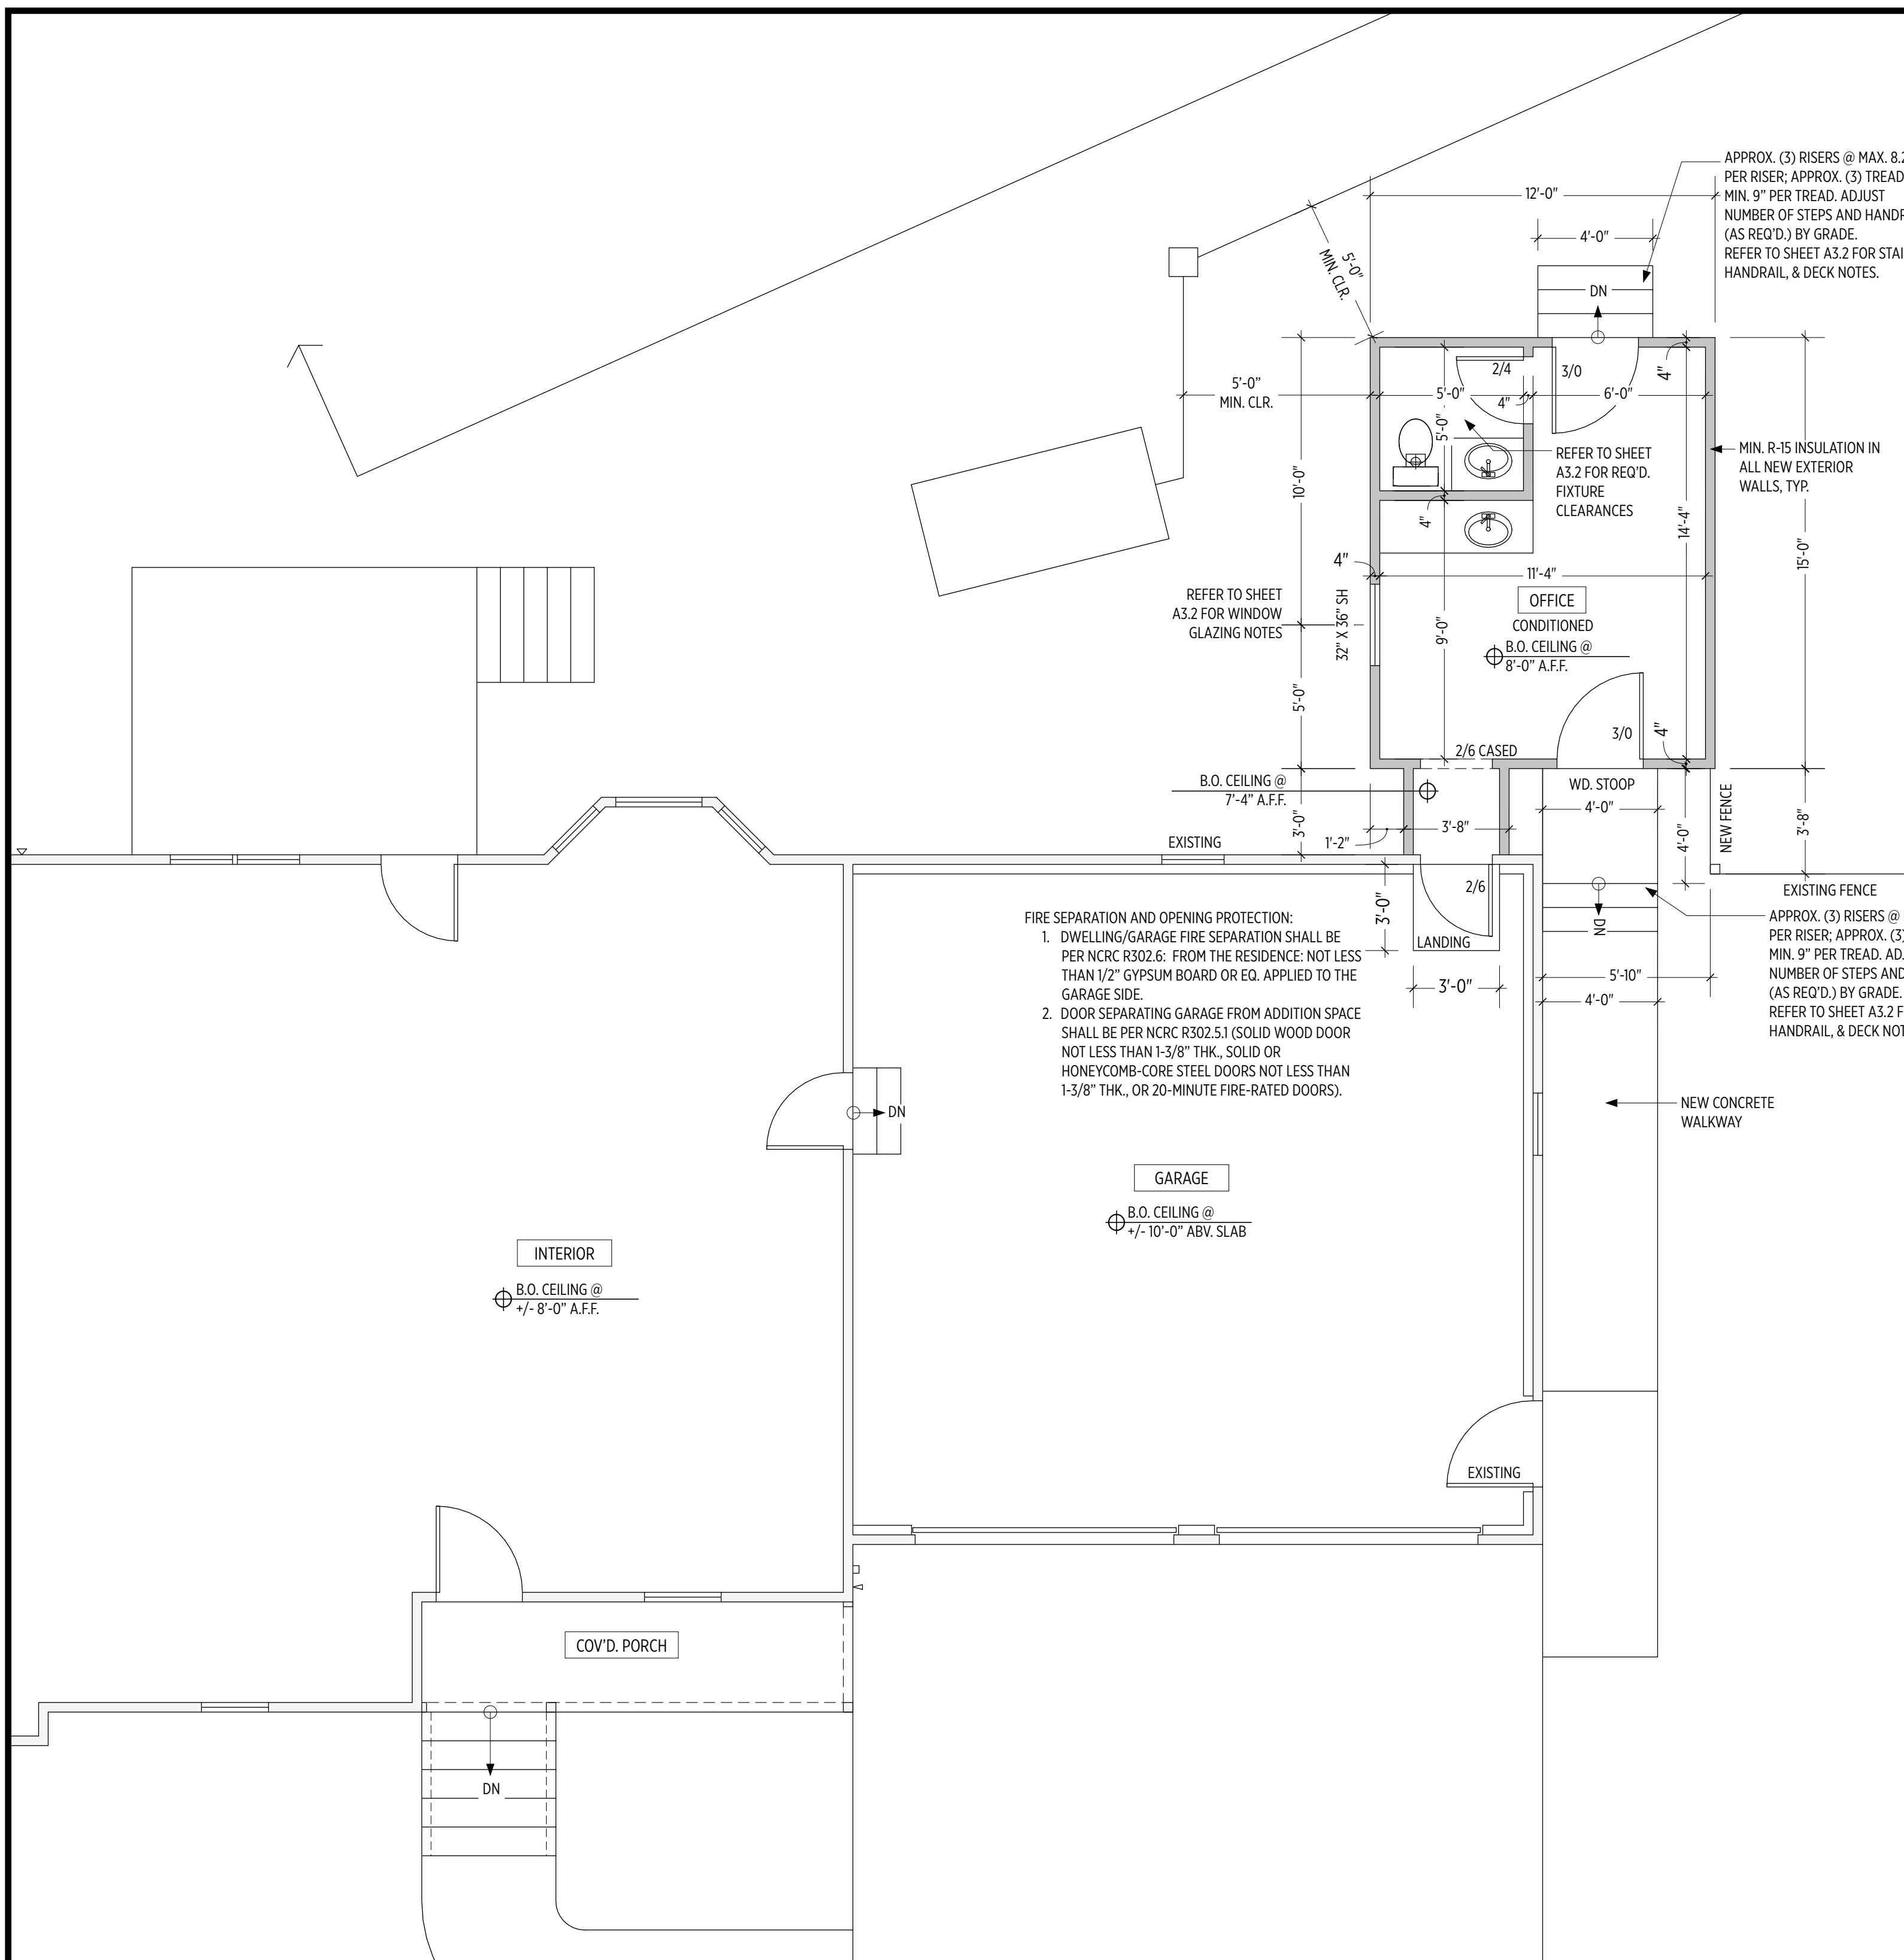 APPROX. (3) RISERS @ MAX. 8.2
PER RISER; APPROX. (3) TREAD
MIN. 9” PER TREAD. ADJUST
NUMBER OF STEPS AND HANDR
(AS REQ’D.) BY GRADE.
REFER TO SHEET A3.2 FOR STAI
HANDRAIL, & DECK NOTES.
12'-0"
4'-0"
DN
5'-0"
MIN. CLR.
5’-0”
MIN. CLR.
2/4
3/0
4"
5'-0"
4"
6'-0"
5'-0"
REFER TO SHEET
A3.2 FOR REQ’D.
FIXTURE
CLEARANCES
MIN. R-15 INSULATION IN
ALL NEW EXTERIOR
WALLS, TYP.
10'-0"
4"
14'-4"
15'-0"
4"
11'-4"
REFER TO SHEET
A3.2 FOR WINDOW
GLAZING NOTES
32” X 36” SH
9'-0"
OFFICE
CONDITIONED
B.O. CEILING @
8’-0” A.F.F.
5'-0"
3/0
4"
2/6 CASED
B.O. CEILING @
7’-4” A.F.F.
WD. STOOP
4'-0"
NEW FENCE
3'-0"
3'-8"
1'-2"
4'-0"
3'-8"
EXISTING
2/6
3'-0"
LANDING
3'-0"
DN
EXISTING FENCE
APPROX. (3) RISERS @
PER RISER; APPROX. (3)
MIN. 9” PER TREAD. ADJ
NUMBER OF STEPS AND
(AS REQ’D.) BY GRADE.
REFER TO SHEET A3.2 F
HANDRAIL, & DECK NOT
5'-10"
4'-0"
FIRE SEPARATION AND OPENING PROTECTION:
1. DWELLING/GARAGE FIRE SEPARATION SHALL BE
PER NCRC R302.6: FROM THE RESIDENCE: NOT LESS
THAN 1/2” GYPSUM BOARD OR EQ. APPLIED TO THE
GARAGE SIDE.
2. DOOR SEPARATING GARAGE FROM ADDITION SPACE
SHALL BE PER NCRC R302.5.1 (SOLID WOOD DOOR
NOT LESS THAN 1-3/8” THK., SOLID OR
HONEYCOMB-CORE STEEL DOORS NOT LESS THAN
1-3/8” THK., OR 20-MINUTE FIRE-RATED DOORS).
DN
NEW CONCRETE
WALKWAY
GARAGE
B.O. CEILING @
+/- 10’-0” ABV. SLAB
INTERIOR
B.O. CEILING @
+/- 8’-0” A.F.F.
EXISTING
COV’D. PORCH
DN